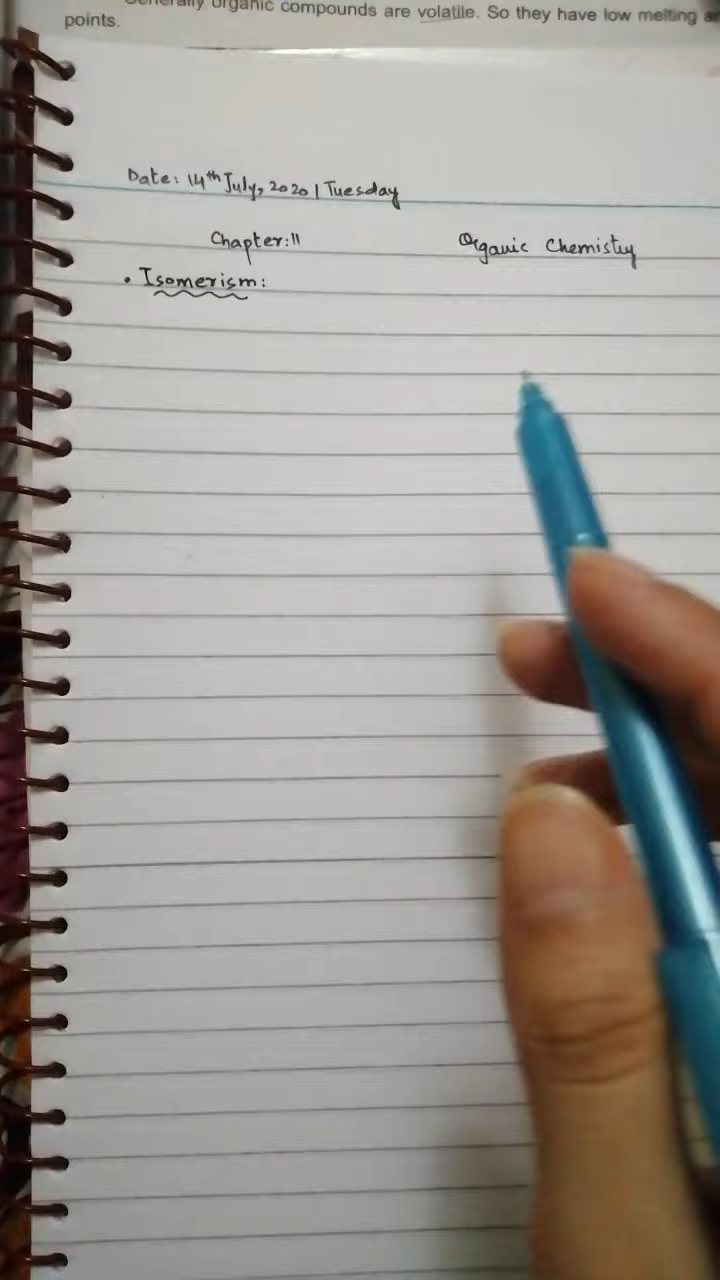 Generally organic compounds are volatile. So they have low melting
points.
Date: 14th July, 2020 | Tuesday
Chapter: 11 Organic Chemistry
• Isomerism: